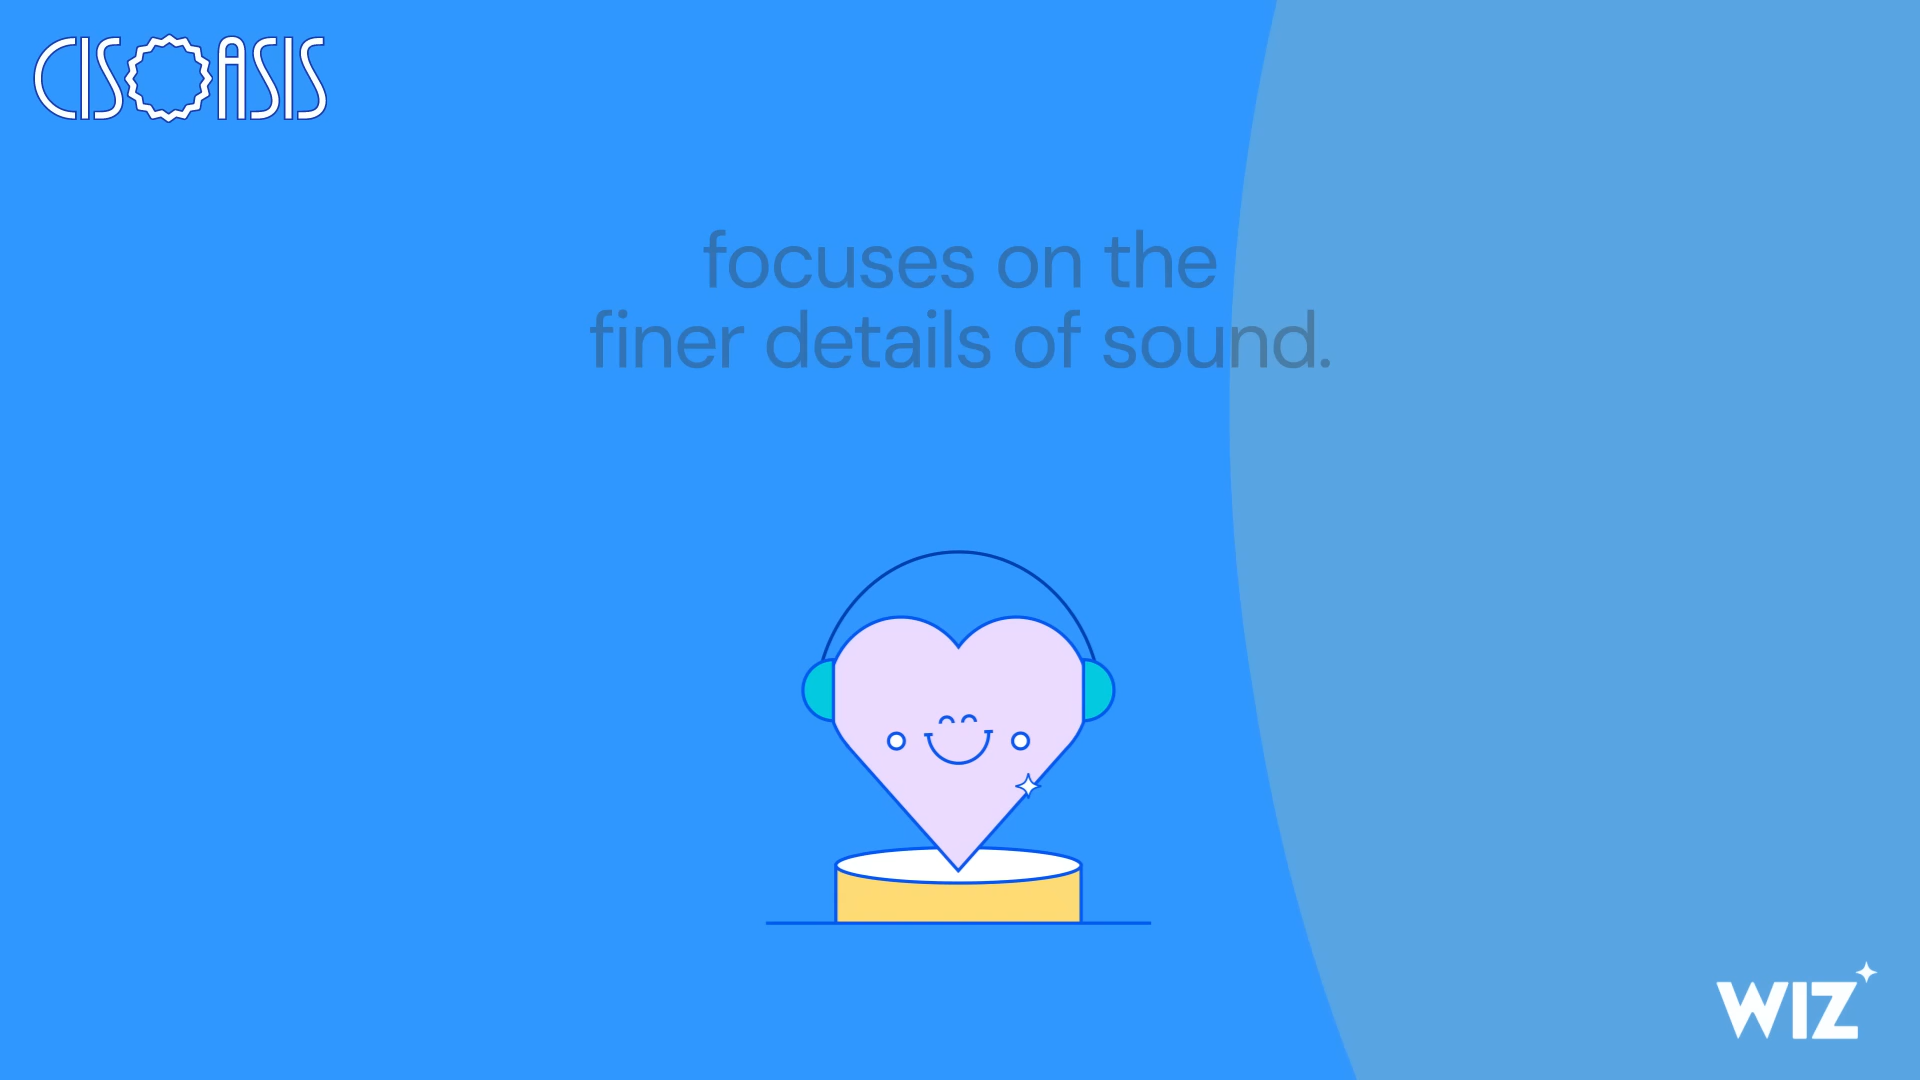 CISOASIS
focuses on the
finer details of sound.
WIZ